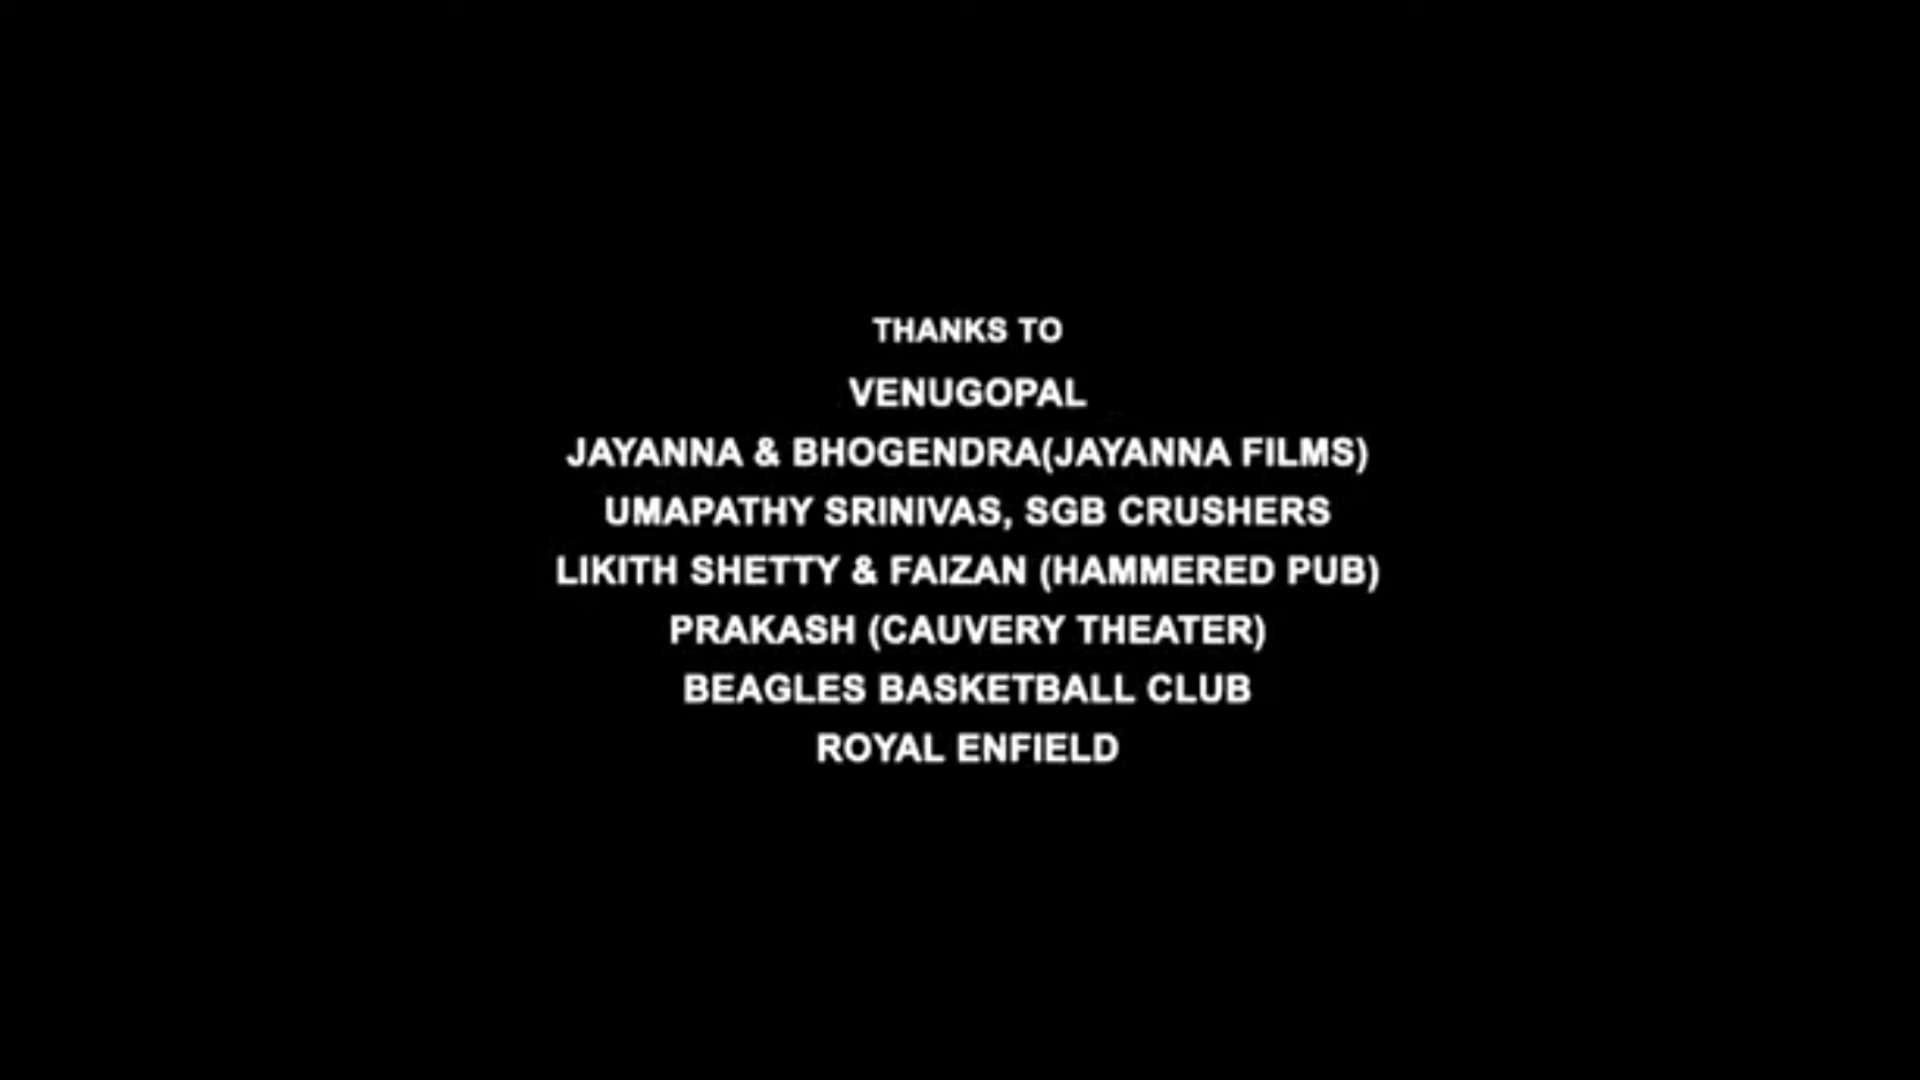 THANKS TO
VENUGOPAL
JAYANNA & BHOGENDRA(JAYANNA FILMS)
UMAPATHY SRINIVAS, SGB CRUSHERS
LIKITH SHETTY & FAIZAN (HAMMERED PUB)
PRAKASH (CAUVERY THEATER)
BEAGLES BASKETBALL CLUB
ROYAL ENFIELD